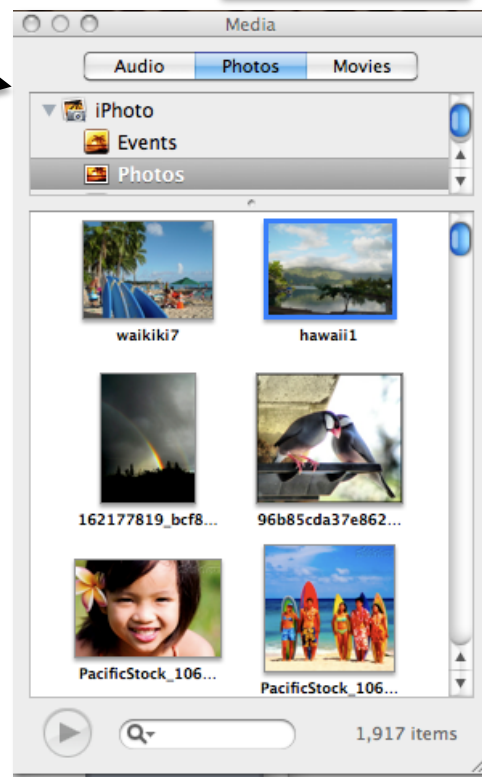 Media
Audio Photos Movies
iPhoto
Events
Photos
waikiki7 hawaii1
162177819_bcf8... 96b85cda37e862...
PacificStock_106... PacificStock_106...
1,917 items